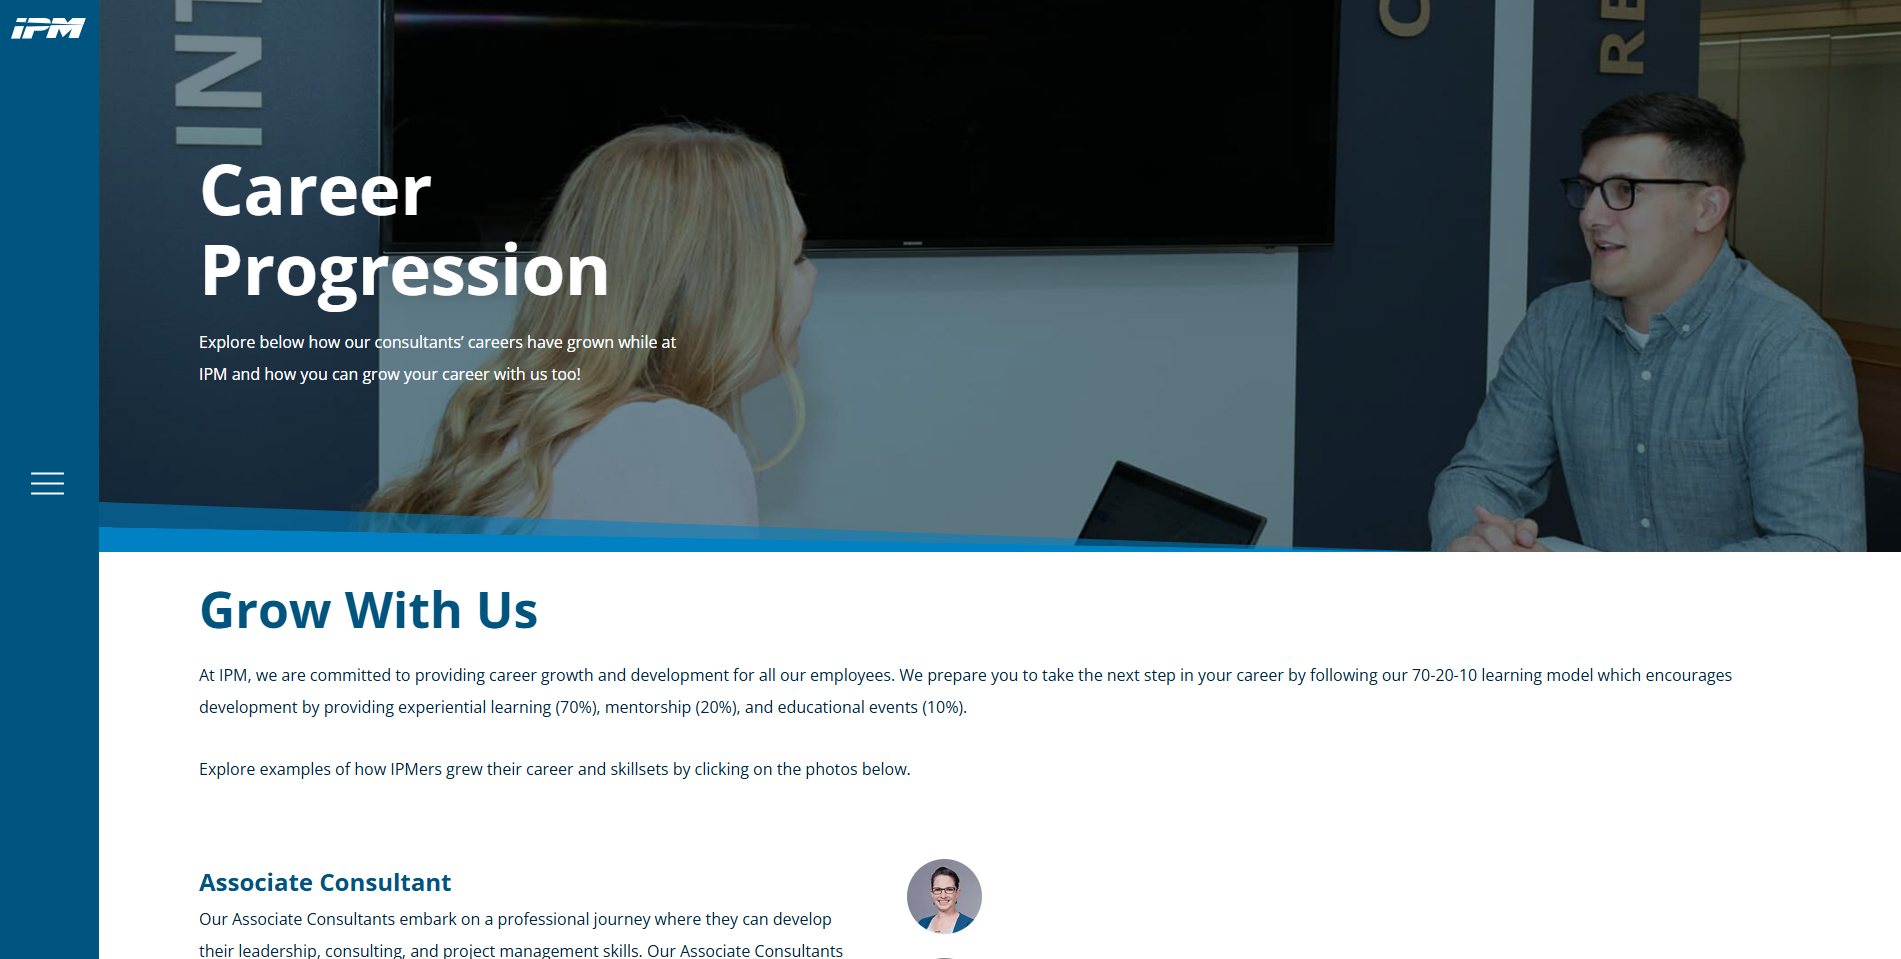 iPM
INT
O
RE
Career
Progression
Explore below how our consultants’ careers have grown while at
IPM and how you can grow your career with us too!
Grow With Us
At IPM, we are committed to providing career growth and development for all our employees. We prepare you to take the next step in your career by following our 70-20-10 learning model which encourages
development by providing experiential learning (70%), mentorship (20%), and educational events (10%).
Explore examples of how IPMers grew their career and skillsets by clicking on the photos below.
Associate Consultant
Our Associate Consultants embark on a professional journey where they can develop
their leadership, consulting, and project management skills. Our Associate Consultants